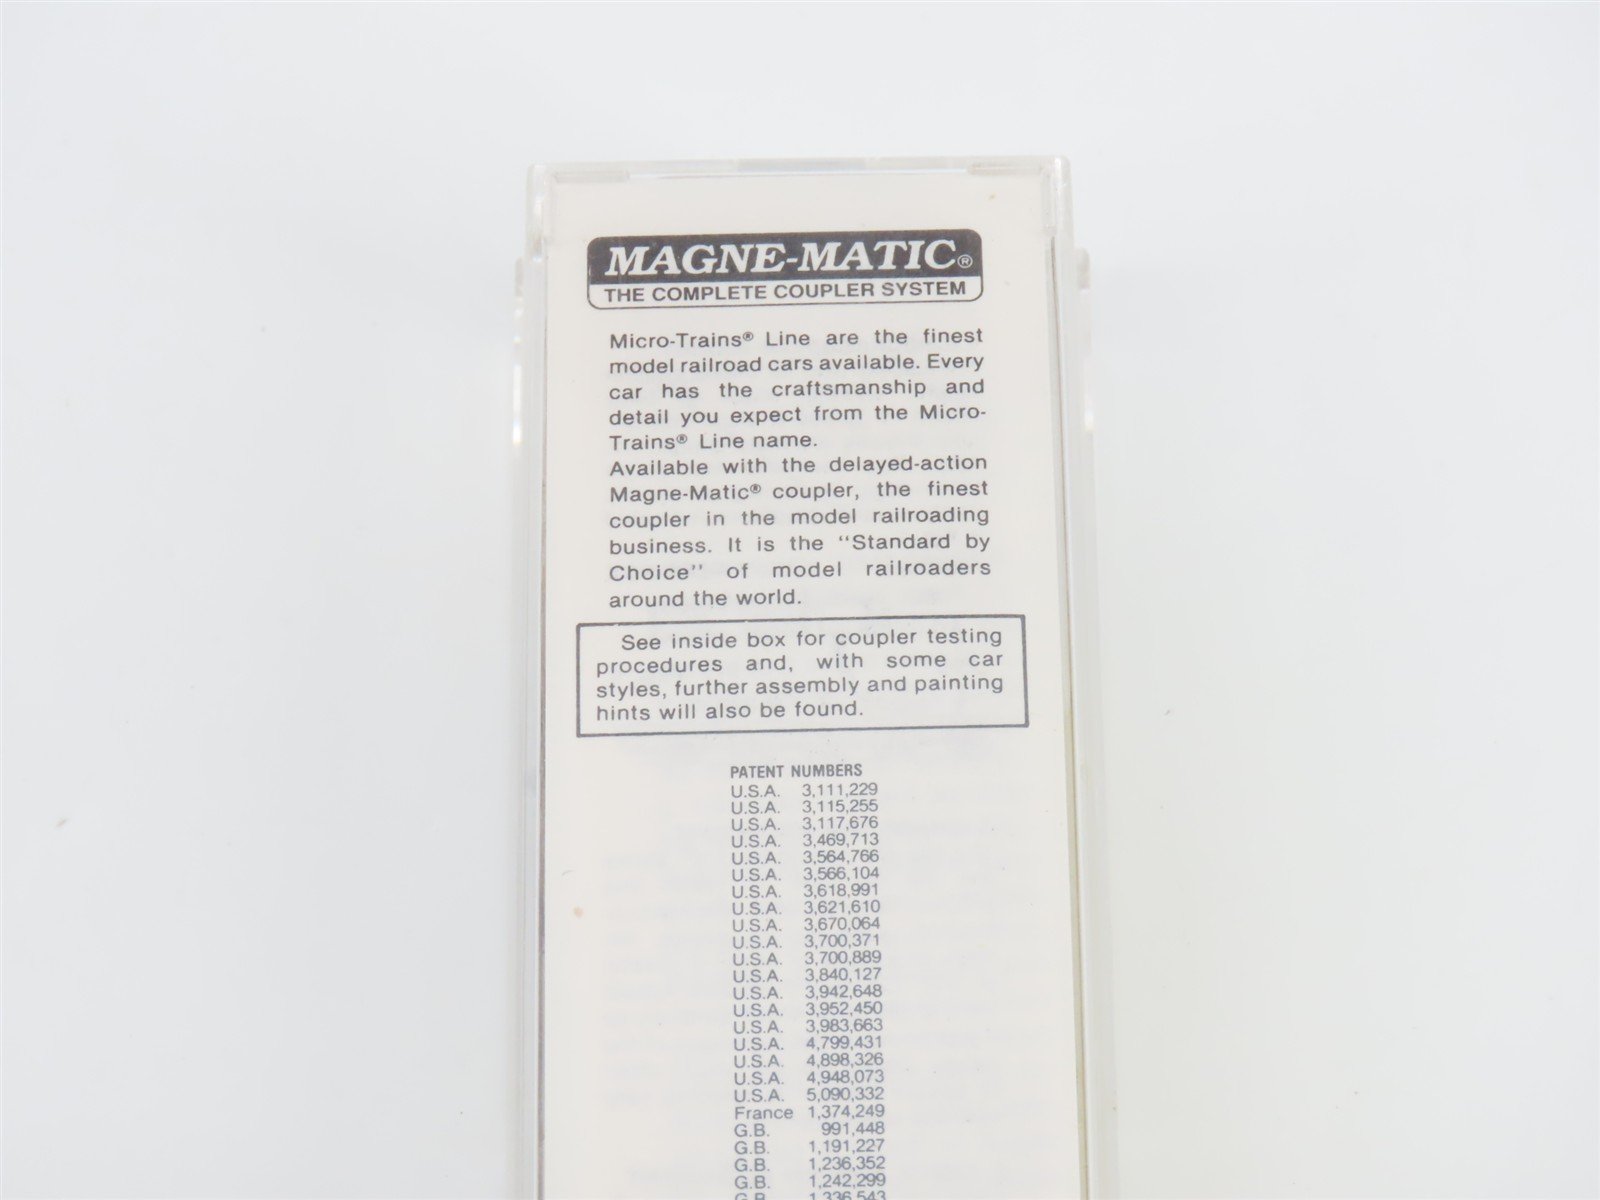 MAGNE-MATIC®
THE COMPLETE COUPLER SYSTEM
Micro-Trains® Line are the finest
model railroad cars available. Every
car has the craftsmanship and
detail you expect from the Micro-
Trains® Line name.
Available with the delayed-action
Magne-Matic® coupler, the finest
coupler in the model railroading
business. It is the "Standard by
Choice" of model railroaders
around the world.
See inside box for coupler testing
procedures and, with some car
styles, further assembly and painting
hints will also be found.
PATENT NUMBERS
U.S.A. 3,111,229
U.S.A. 3,115,255
U.S.A. 3,117,676
U.S.A. 3,469,713
U.S.A. 3,564,766
U.S.A. 3,566,104
U.S.A. 3,618,991
U.S.A. 3,621,610
U.S.A. 3,670,064
U.S.A. 3,700,371
U.S.A. 3,700,889
U.S.A. 3,840,127
U.S.A. 3,942,648
U.S.A. 3,952,450
U.S.A. 3,983,663
U.S.A. 4,799,431
U.S.A. 4,898,326
U.S.A. 4,948,073
U.S.A. 5,090,332
France 1,374,249
G.B. 991,448
G.B. 1,191,227
G.B. 1,236,352
G.B. 1,242,299
G.B. 1,336,543